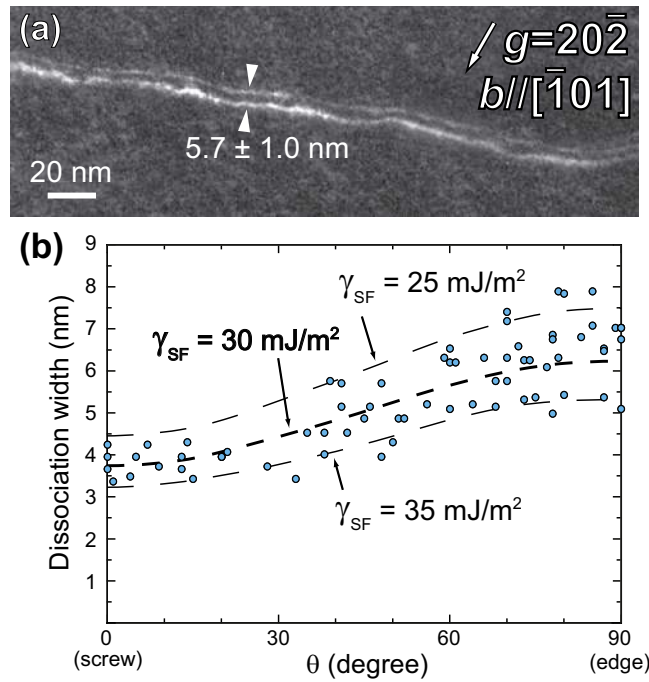 (a)
g=202̄
b//[1̄01]
5.7 ± 1.0 nm
20 nm
(b)
9
8
7
6
5
4
3
2
1
0
30
60
90
(screw)
(edge)
θ (degree)
Dissociation width (nm)
γSF = 25 mJ/m²
γSF = 30 mJ/m²
γSF = 35 mJ/m²